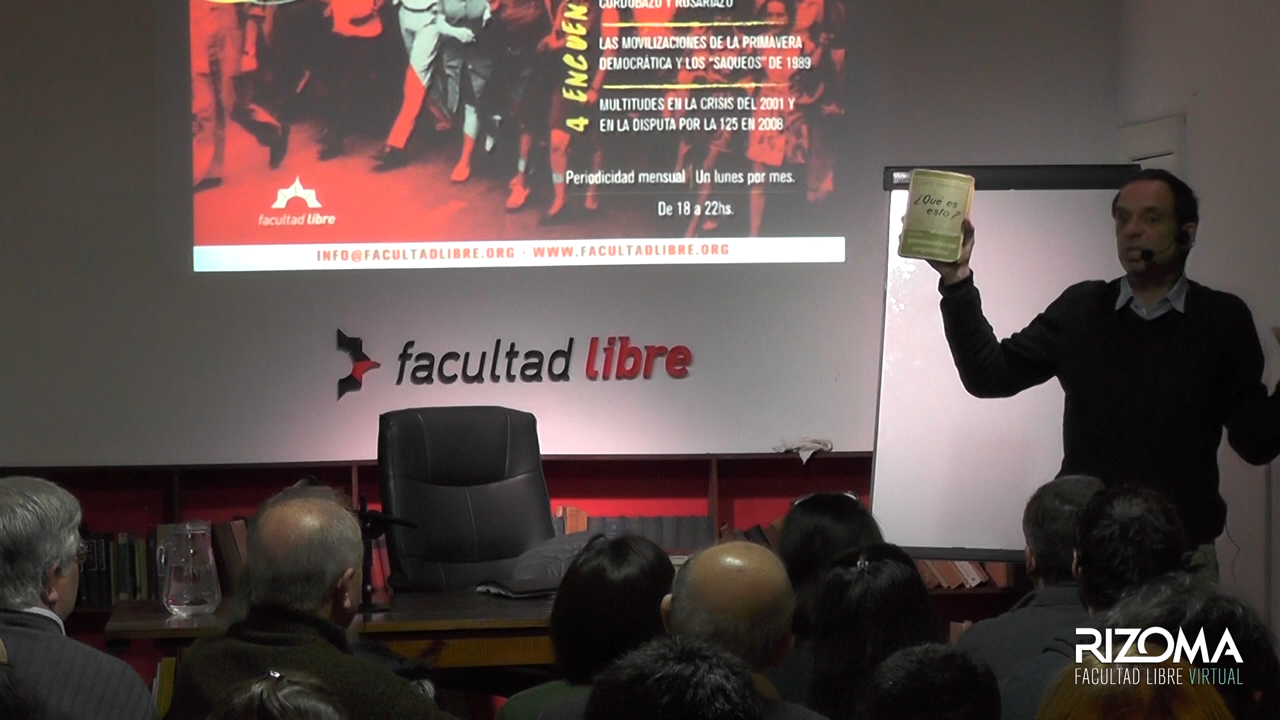 CORDOBAZO Y ROSARIAZO
4 ENCUEN
LAS MOVILIZACIONES DE LA PRIMAVERA
DEMOCRÁTICA Y LOS "SAQUEOS" DE 1989
MULTITUDES EN LA CRISIS DEL 2001 Y
EN LA DISPUTA POR LA 125 EN 2008
Periodicidad mensual | Un lunes por mes.
De 18 a 22hs.
facultad libre
INFO@FACULTADLIBRE.ORG · WWW.FACULTADLIBRE.ORG
¿Qué es
esto?
facultad libre
RIZOMA
FACULTAD LIBRE VIRTUAL